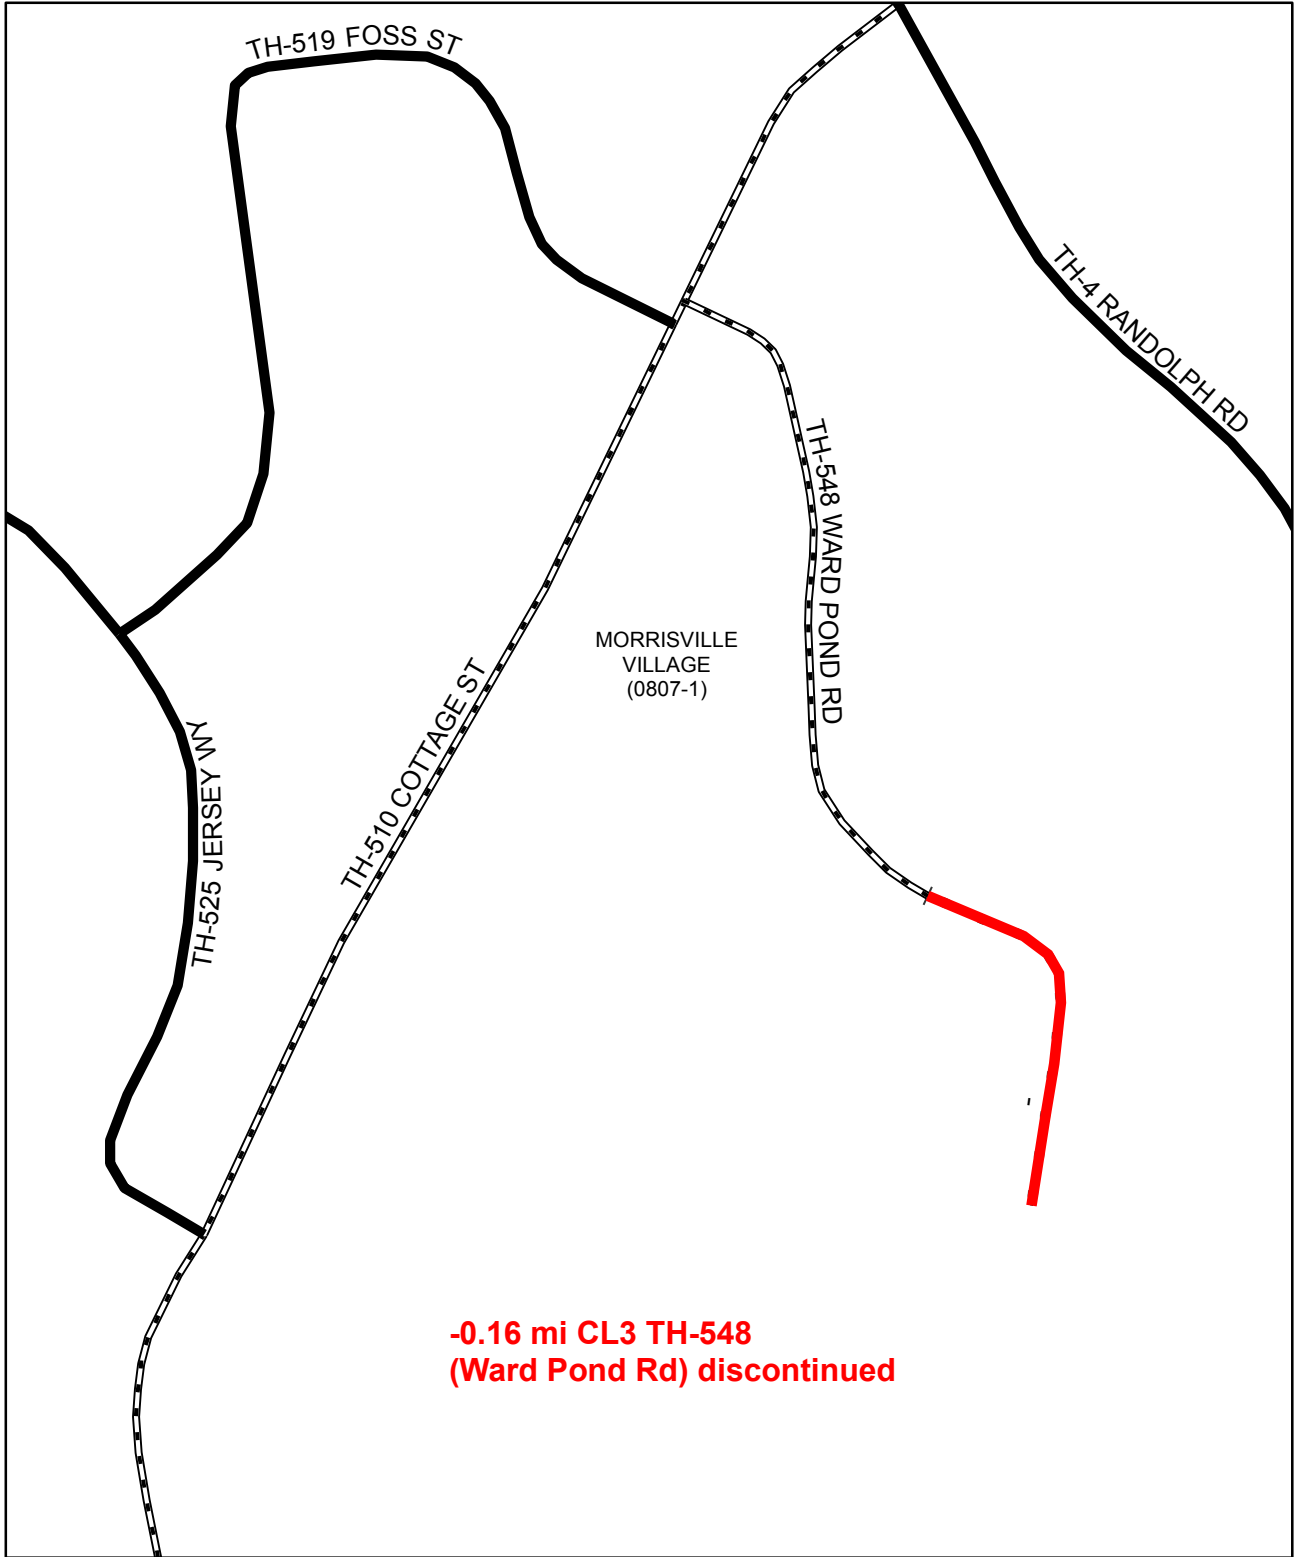 TH-519 FOSS ST
TH-4 RANDOLPH RD
TH-548 WARD POND RD
MORRISVILLE
VILLAGE
(0807-1)
TH-510 COTTAGE ST
TH-525 JERSEY WY
-0.16 mi CL3 TH-548
(Ward Pond Rd) discontinued